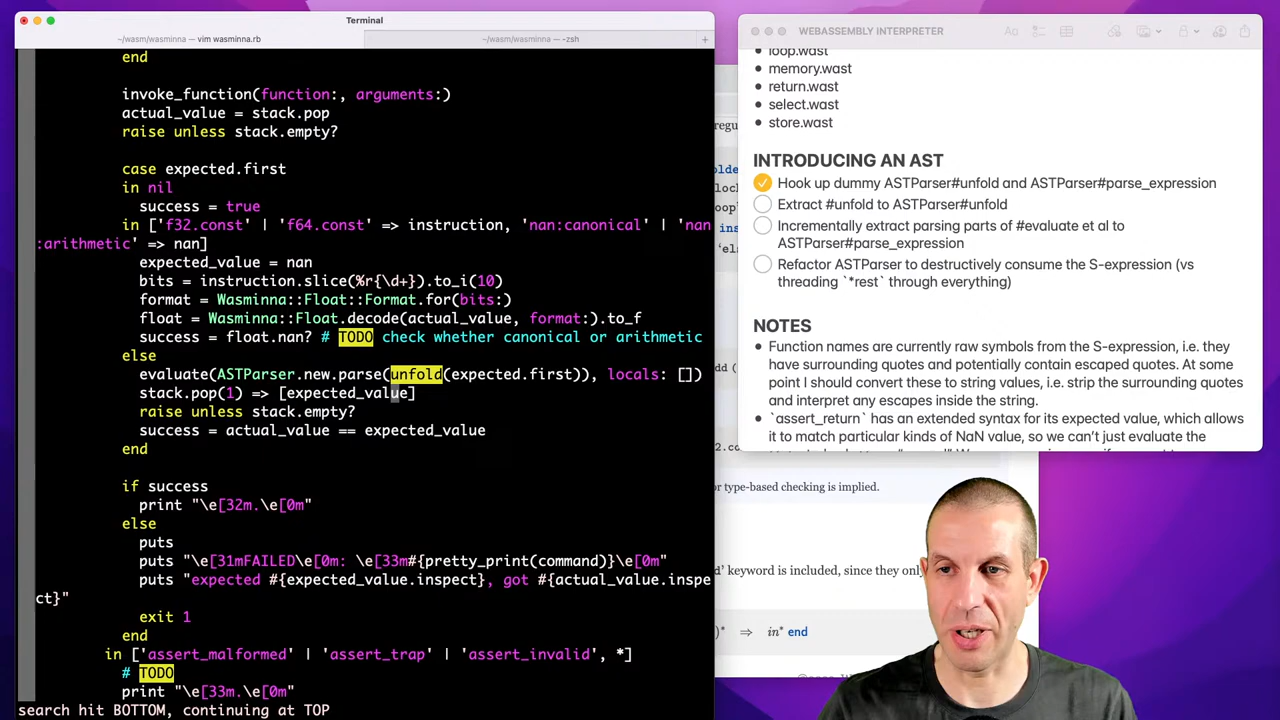 Terminal
~/wasm/wasminna — vim wasminna.rb
~/wasm/wasminna — -zsh
+
end
invoke_function(function:, arguments:)
actual_value = stack.pop
raise unless stack.empty?
case expected.first
in nil
success = true
in ['f32.const' | 'f64.const' => instruction, 'nan:canonical' | 'nan
:arithmetic' => nan]
expected_value = nan
bits = instruction.slice(%r{\d+}).to_i(10)
format = Wasminna::Float::Format.for(bits:)
float = Wasminna::Float.decode(actual_value, format:).to_f
success = float.nan? # TODO check whether canonical or arithmetic
else
evaluate(ASTParser.new.parse(unfold(expected.first)), locals: [])
stack.pop(1) => [expected_value]
raise unless stack.empty?
success = actual_value == expected_value
end
if success
print "\e[32m.\e[0m"
else
puts
puts "\e[31mFAILED\e[0m: \e[33m#{pretty_print(command)}\e[0m"
puts "expected #{expected_value.inspect}, got #{actual_value.inspe
ct}"
exit 1
end
in ['assert_malformed' | 'assert_trap' | 'assert_invalid', *]
# TODO
print "\e[33m.\e[0m"
search hit BOTTOM, continuing at TOP
WEBASSEMBLY INTERPRETER
• loop.wast
• memory.wast
• return.wast
• select.wast
• store.wast
INTRODUCING AN AST
Hook up dummy ASTParser#unfold and ASTParser#parse_expression
Extract #unfold to ASTParser#unfold
Incrementally extract parsing parts of #evaluate et al to
ASTParser#parse_expression
Refactor ASTParser to destructively consume the S-expression (vs
threading `*rest` through everything)
NOTES
• Function names are currently raw symbols from the S-expression, i.e. they
have surrounding quotes and potentially contain escaped quotes. At
some point I should convert these to string values, i.e. strip the surrounding
quotes and interpret any escapes inside the string.
• `assert_return` has an extended syntax for its expected value, which allows
it to match particular kinds of NaN value, so we can't just evaluate the
or type-based checking is implied.
d' keyword is included, since they only
)* ⇒ in* end